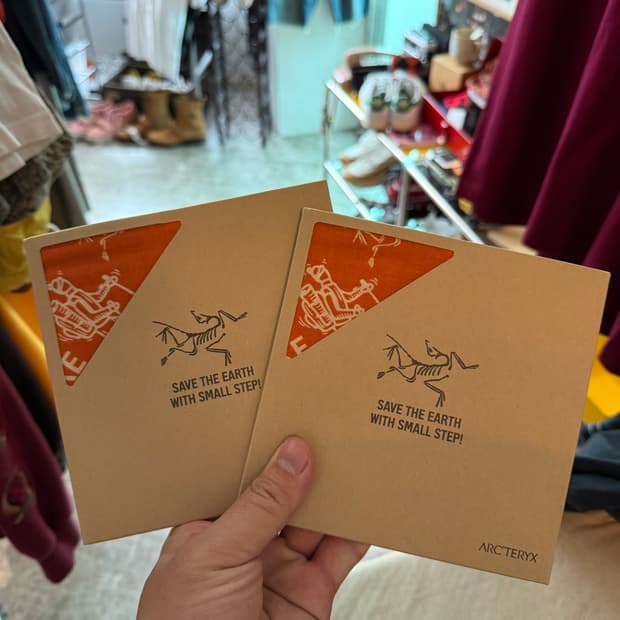 SAVE THE EARTH
WITH SMALL STEP!
SAVE THE EARTH
WITH SMALL STEP!
ARC'TERYX